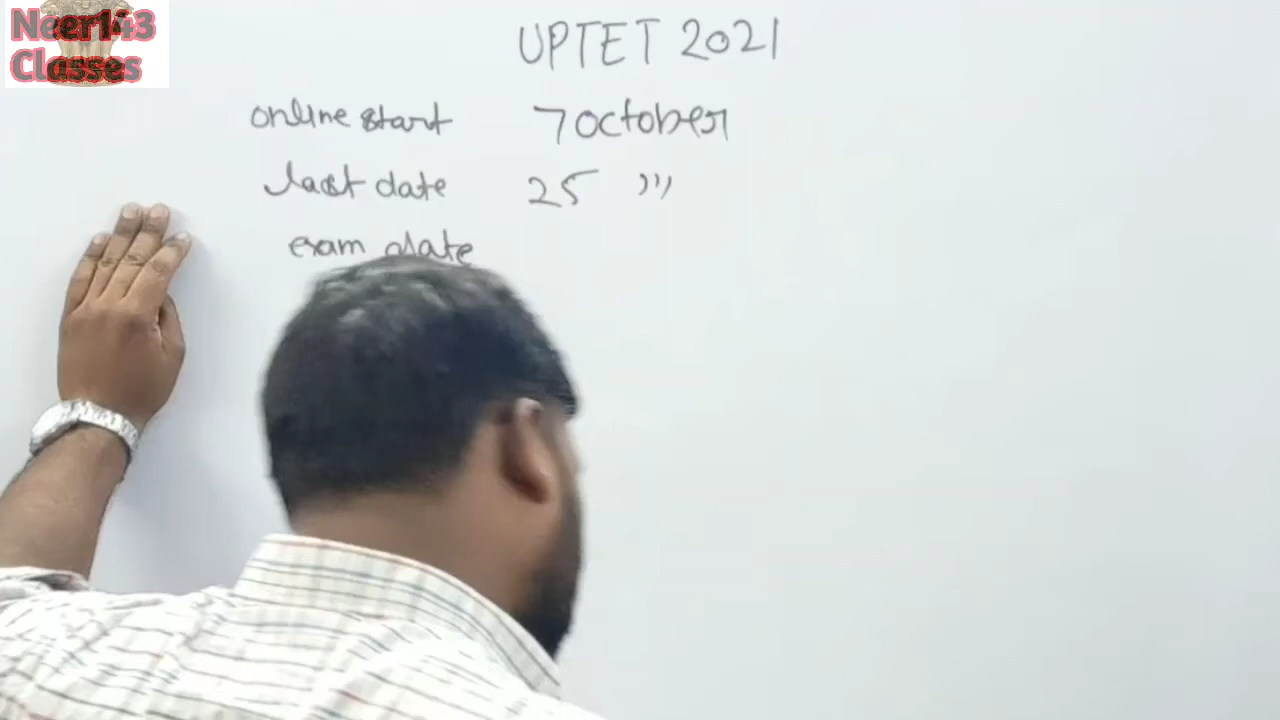 Neer143
Classes
UPTET 2021
online start 7 October
last date 25 ” ’
exam date